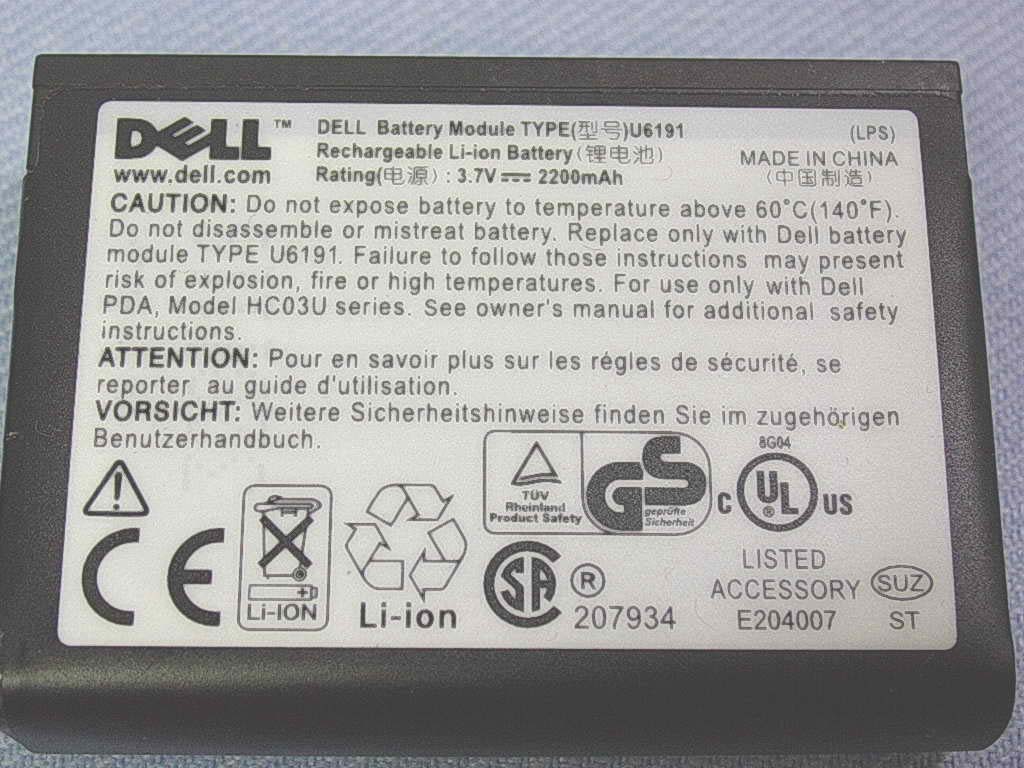 DELL™ DELL Battery Module TYPE(型号)U6191 (LPS)
www.dell.com Rechargeable Li-ion Battery(锂电池) MADE IN CHINA
Rating(电源) : 3.7V 2200mAh (中国制造)
CAUTION: Do not expose battery to temperature above 60°C(140°F).
Do not disassemble or mistreat battery. Replace only with Dell battery
module TYPE U6191. Failure to follow those instructions may present
risk of explosion, fire or high temperatures. For use only with Dell
PDA, Model HC03U series. See owner's manual for additional safety
instructions.
ATTENTION: Pour en savoir plus sur les régles de sécurité, se
reporter au guide d'utilisation.
VORSICHT: Weitere Sicherheitshinweise finden Sie im zugehörigen
Benutzerhandbuch.
TÜV
Rheinland
Product Safety
GS
geprüfte
Sicherheit
8G04
C UL® US
CE
Li-ION
Li-ion
SA ®
207934
LISTED
ACCESSORY
E204007
SUZ
ST